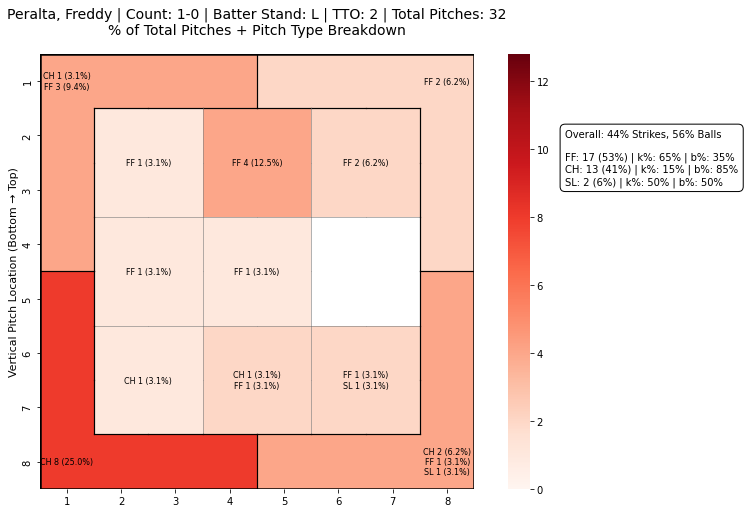 Peralta, Freddy | Count: 1-0 | Batter Stand: L | TTO: 2 | Total Pitches: 32
% of Total Pitches + Pitch Type Breakdown
CH 1 (3.1%)
FF 3 (9.4%)
FF 2 (6.2%)
FF 1 (3.1%)
FF 4 (12.5%)
FF 2 (6.2%)
FF 1 (3.1%)
FF 1 (3.1%)
CH 1 (3.1%)
CH 1 (3.1%)
FF 1 (3.1%)
FF 1 (3.1%)
SL 1 (3.1%)
CH 8 (25.0%)
CH 2 (6.2%)
FF 1 (3.1%)
SL 1 (3.1%)
Vertical Pitch Location (Bottom → Top)
1
2
3
4
5
6
7
8
1
2
3
4
5
6
7
8
12
10
8
6
4
2
0
Overall: 44% Strikes, 56% Balls
FF: 17 (53%) | k%: 65% | b%: 35%
CH: 13 (41%) | k%: 15% | b%: 85%
SL: 2 (6%) | k%: 50% | b%: 50%